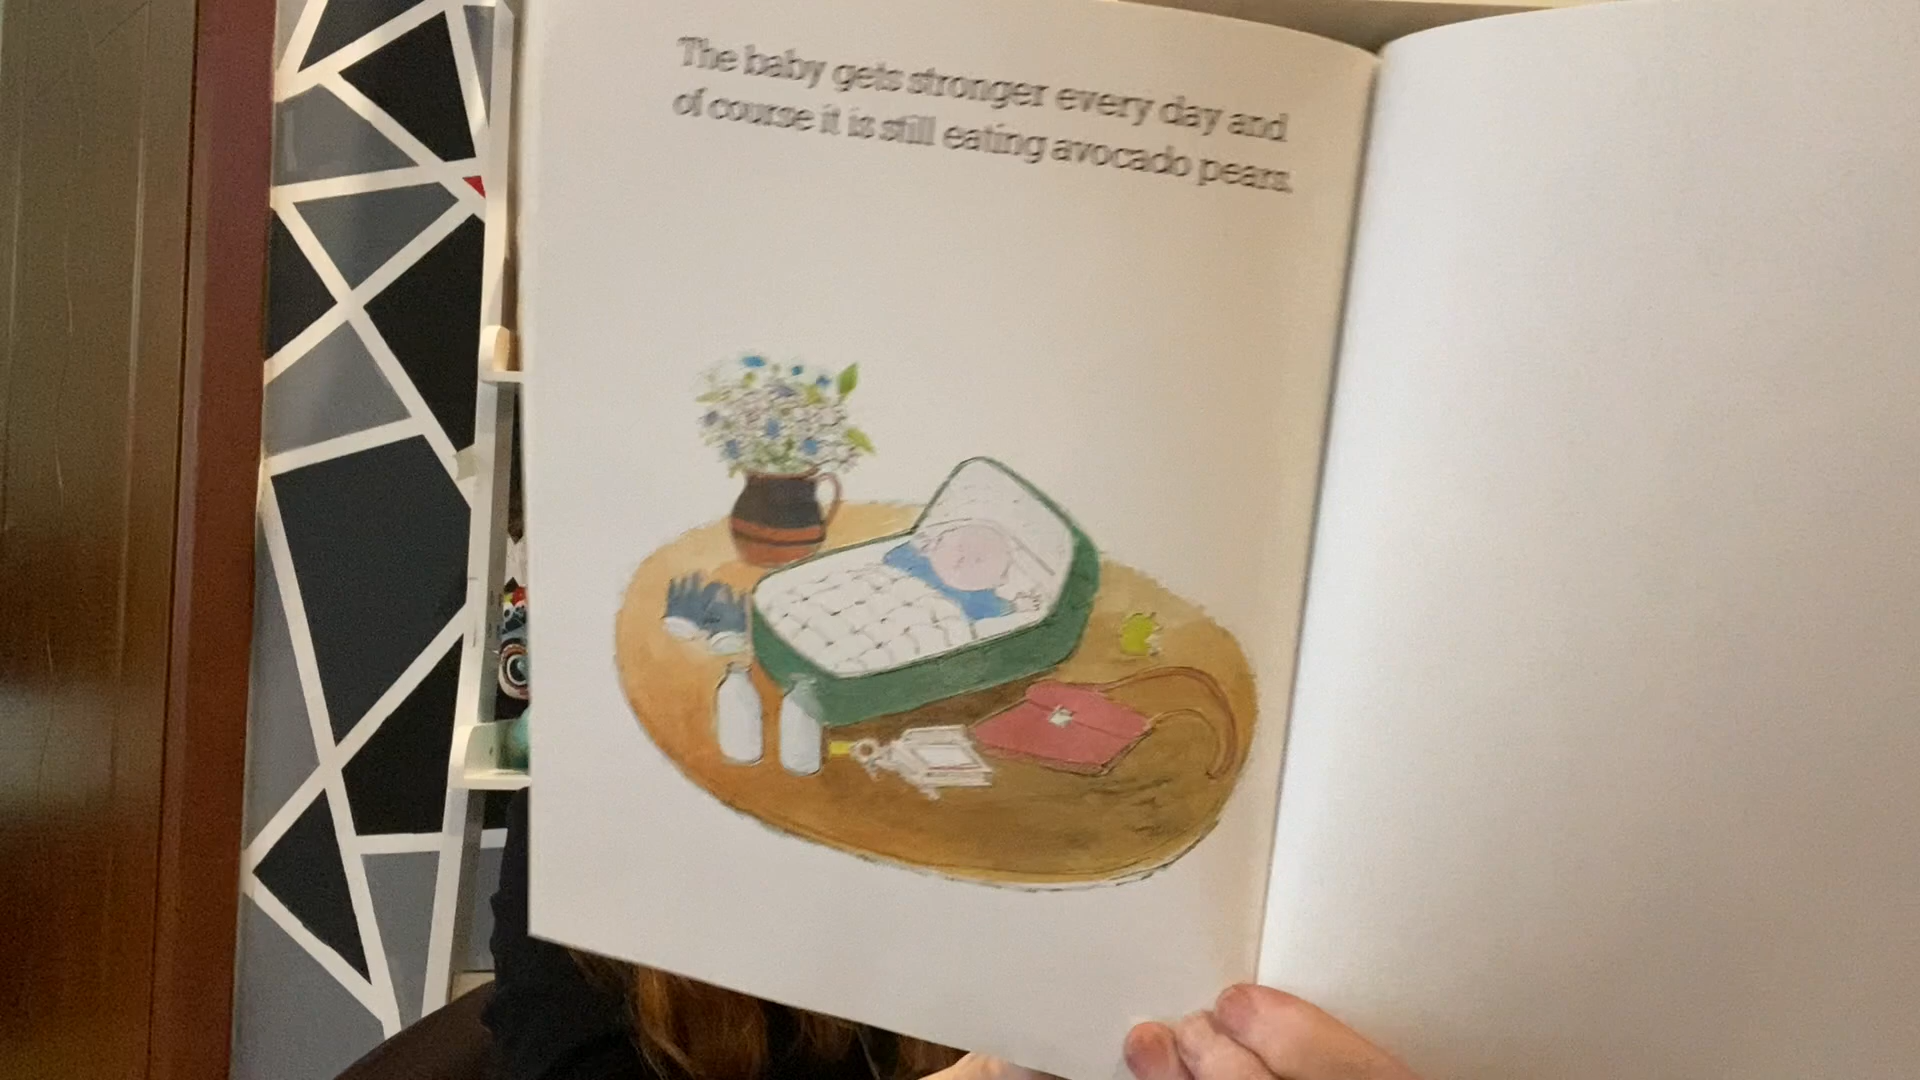 The baby gets stronger every day and
of course it is still eating avocado pears.